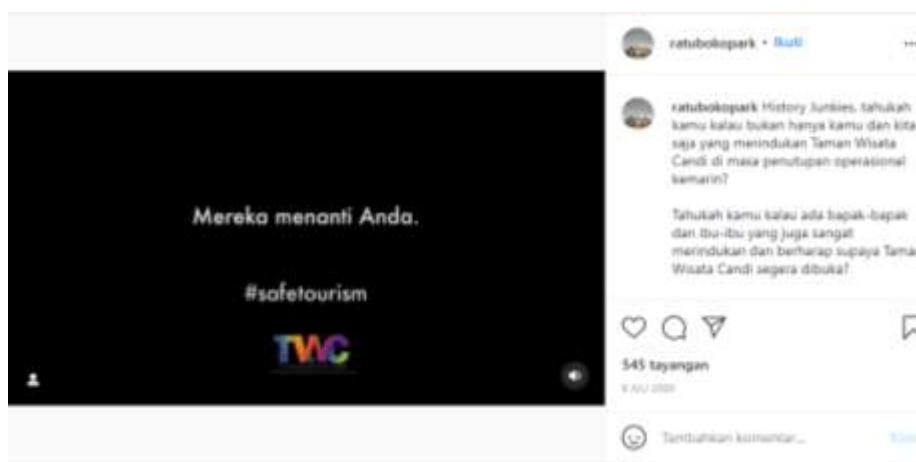 Mereka menanti Anda.
#safetourism
TWC
ratubokopark • Ikuti
ratubokopark History Junkies, tahukah
kamu kalau bukan hanya kamu dan kita
saja yang merindukan Taman Wisata
Candi di masa penutupan operasional
kemarin?
Tahukah kamu kalau ada bapak-bapak
dan ibu-ibu yang juga sangat
merindukan dan berharap supaya Taman
Wisata Candi segera dibuka?
545 tayangan
Tambahkan komentar...